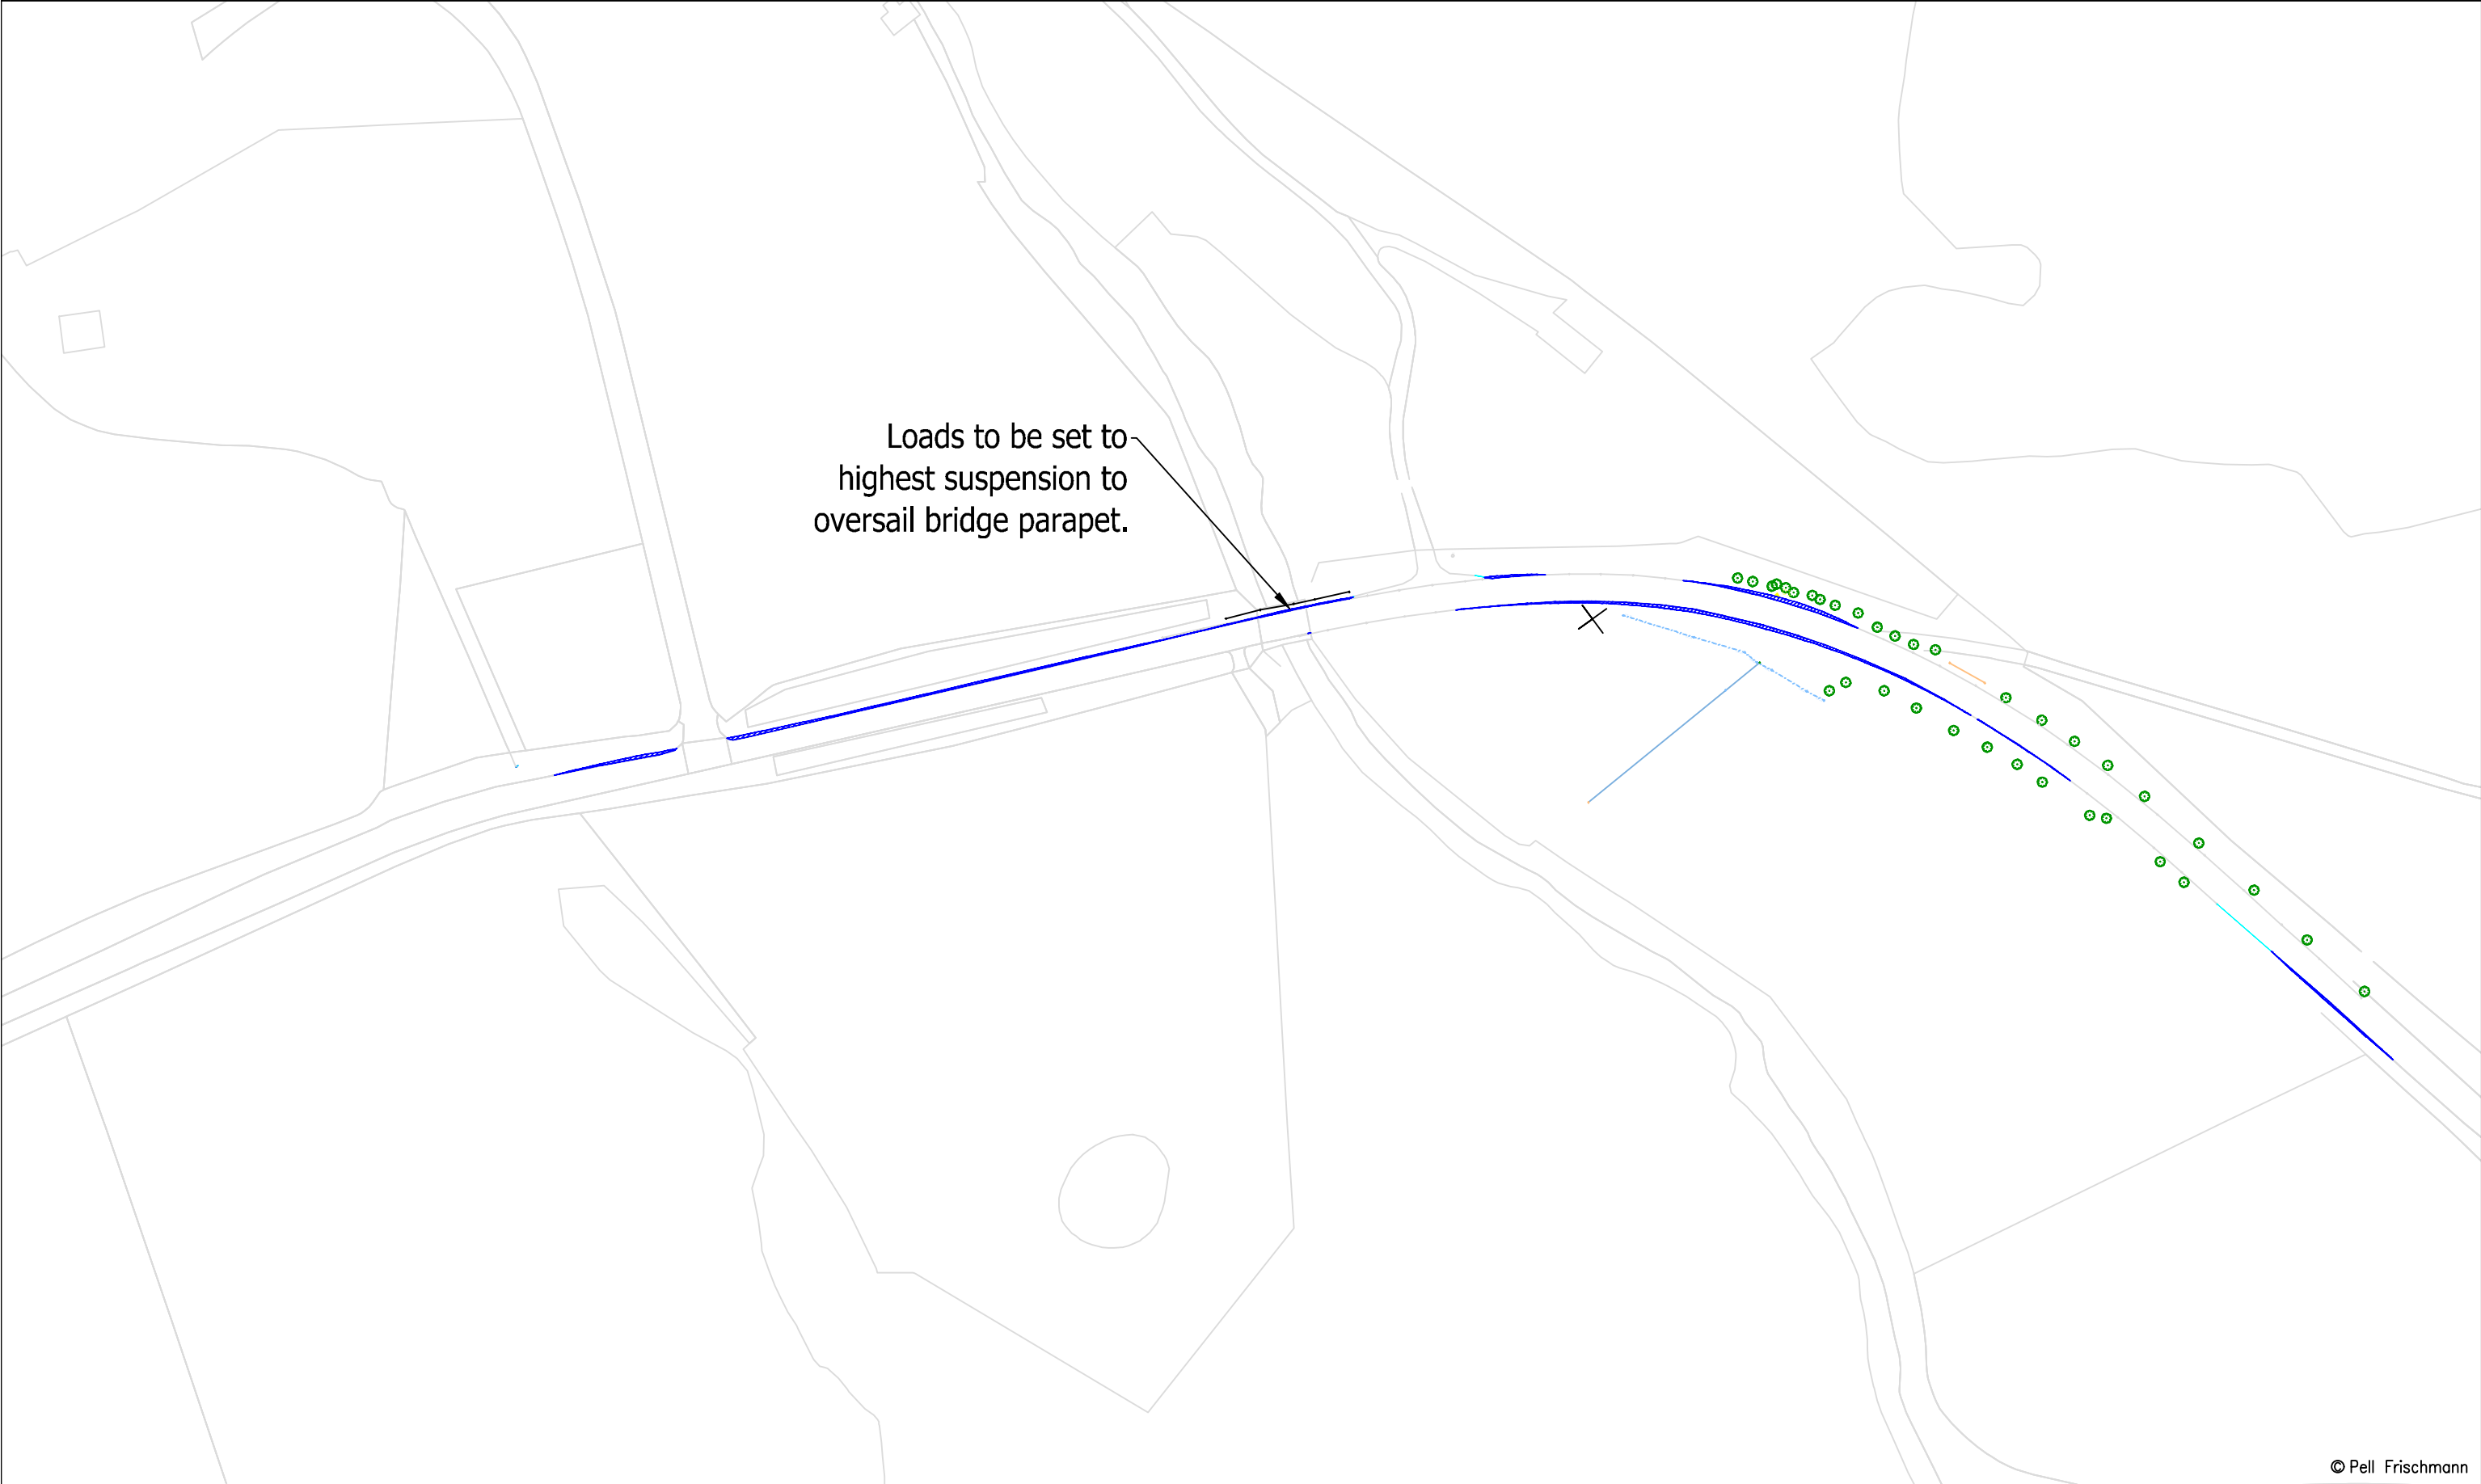 Loads to be set to
highest suspension to
oversail bridge parapet.
© Pell Frischmann